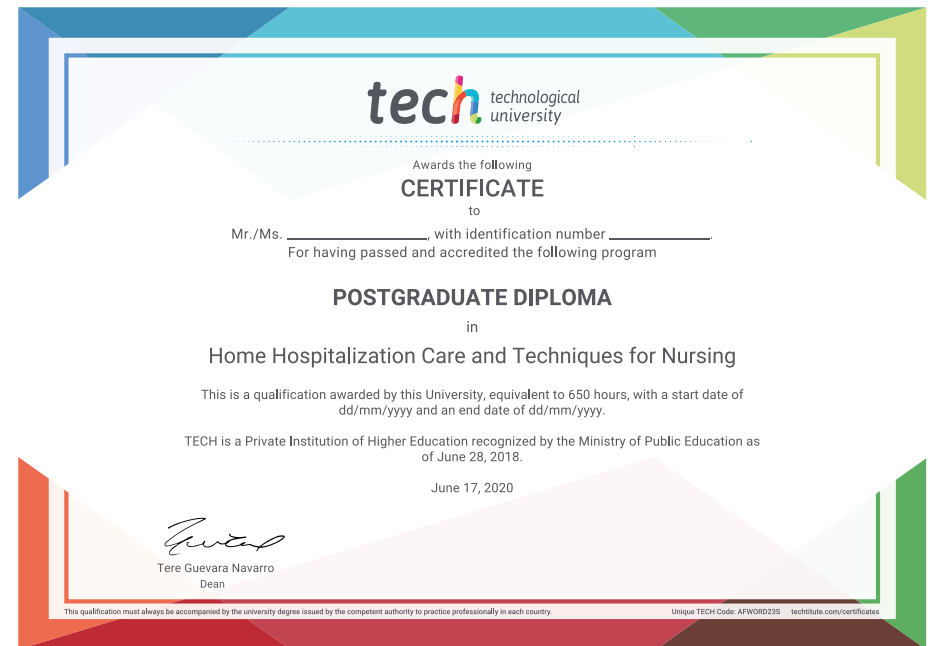 tech technological
university
Awards the following
CERTIFICATE
to
Mr./Ms. ____________________, with identification number ______________.
For having passed and accredited the following program
POSTGRADUATE DIPLOMA
in
Home Hospitalization Care and Techniques for Nursing
This is a qualification awarded by this University, equivalent to 650 hours, with a start date of
dd/mm/yyyy and an end date of dd/mm/yyyy.
TECH is a Private Institution of Higher Education recognized by the Ministry of Public Education as
of June 28, 2018.
June 17, 2020
Tere Guevara Navarro
Dean
This qualification must always be accompanied by the university degree issued by the competent authority to practice professionally in each country.
Unique TECH Code: AFWORD23S techtitute.com/certificates